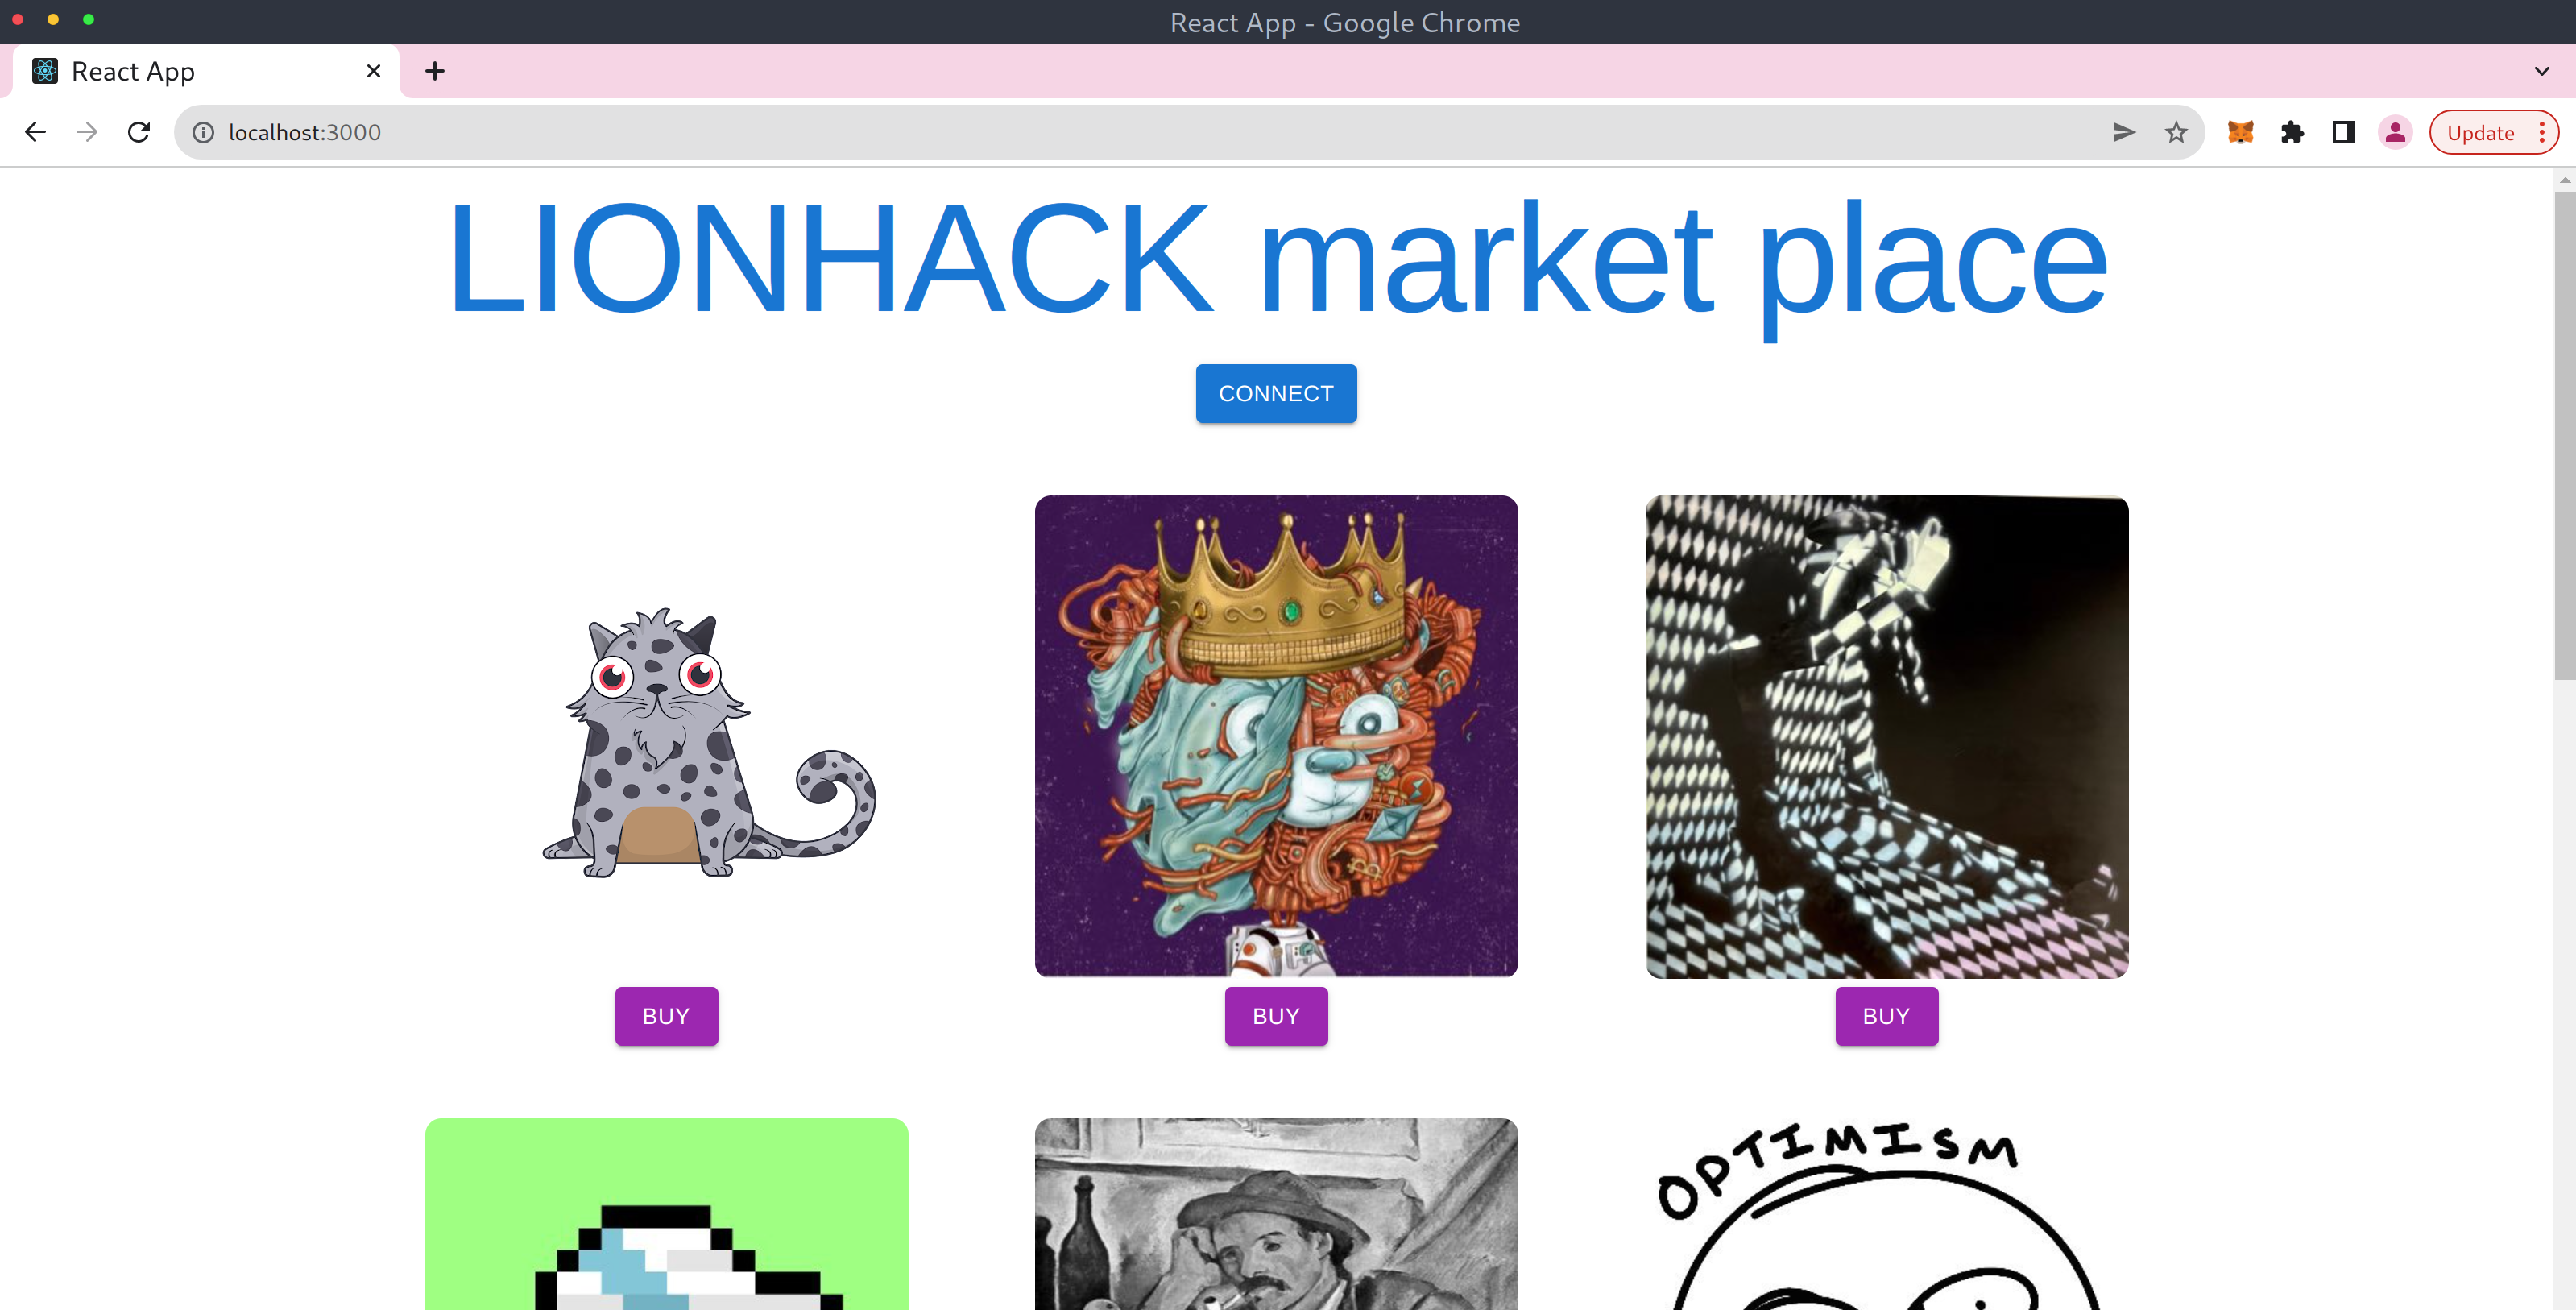 React App - Google Chrome
React App
localhost:3000
Update
LIONHACK market place
CONNECT
BUY BUY BUY
OPTIMISM